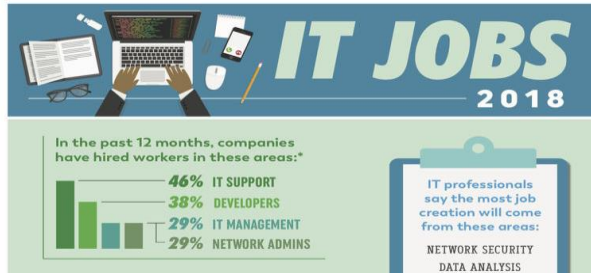 IT JOBS
2018
In the past 12 months, companies
have hired workers in these areas:*
46% IT SUPPORT
38% DEVELOPERS
29% IT MANAGEMENT
29% NETWORK ADMINS
IT professionals
say the most job
creation will come
from these areas:
NETWORK SECURITY
DATA ANALYSIS